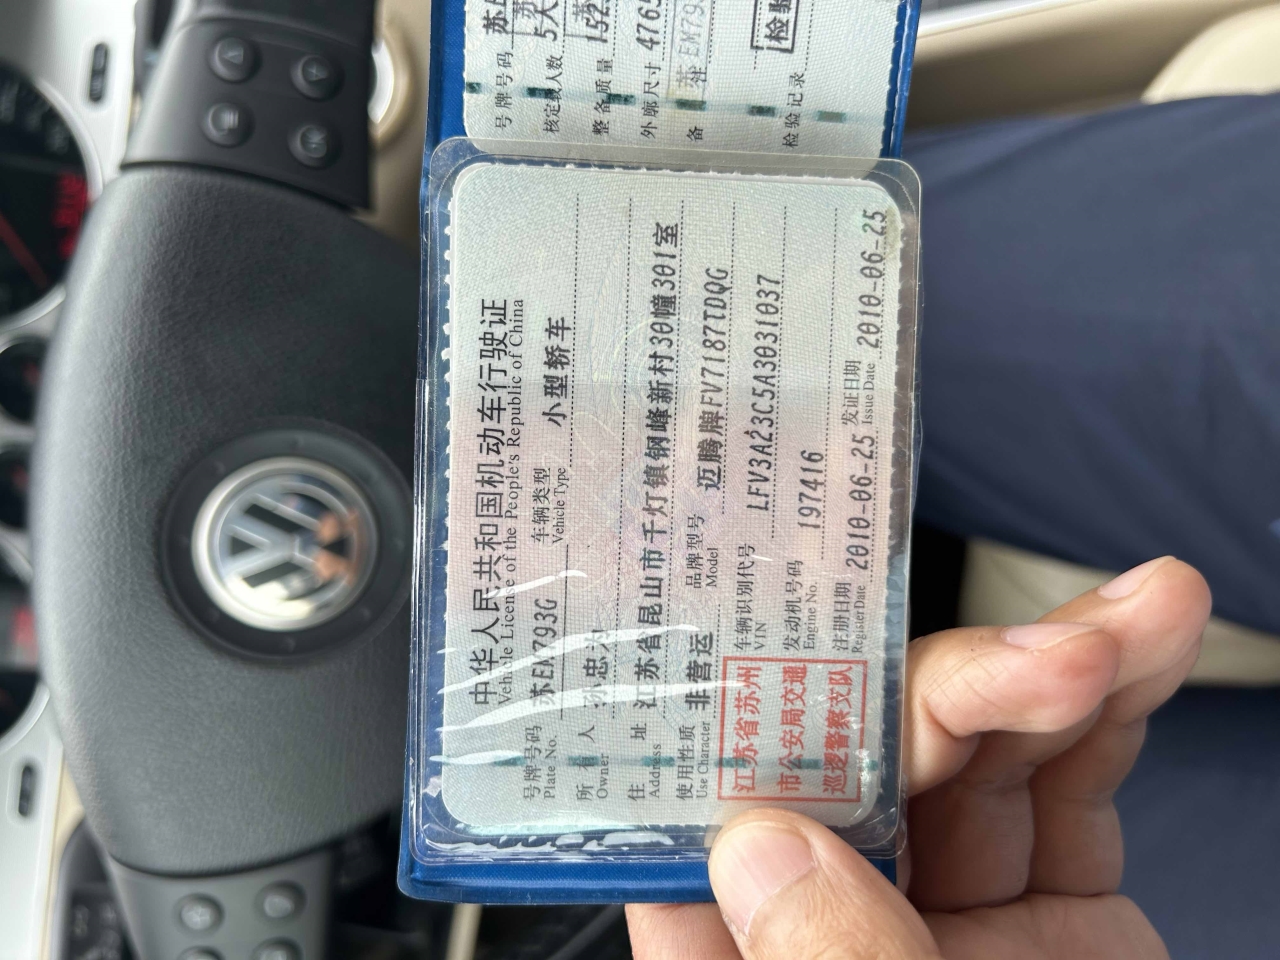 中华人民共和国机动车行驶证
Vehicle License of the People's Republic of China
号牌号码 苏EM793G 车辆类型 小型轿车
Plate No. Vehicle Type
所有人
Owner
住址 江苏省昆山市千灯镇钢峰新村30幢301室
Address
使用性质 非营运 品牌型号 迈腾牌FV7187TDQG
Use Character Model
江苏省苏州
市公安局交通
巡逻警察支队
车辆识别代号 LFV3A23C5A3031037
VIN
发动机号码 197416
Engine No.
注册日期 2010-06-25 发证日期 2010-06-25
Register Date Issue Date
号牌号码 苏
核定载人数 5
整备质量 152
外廓尺寸 476
备
检验记录 检验